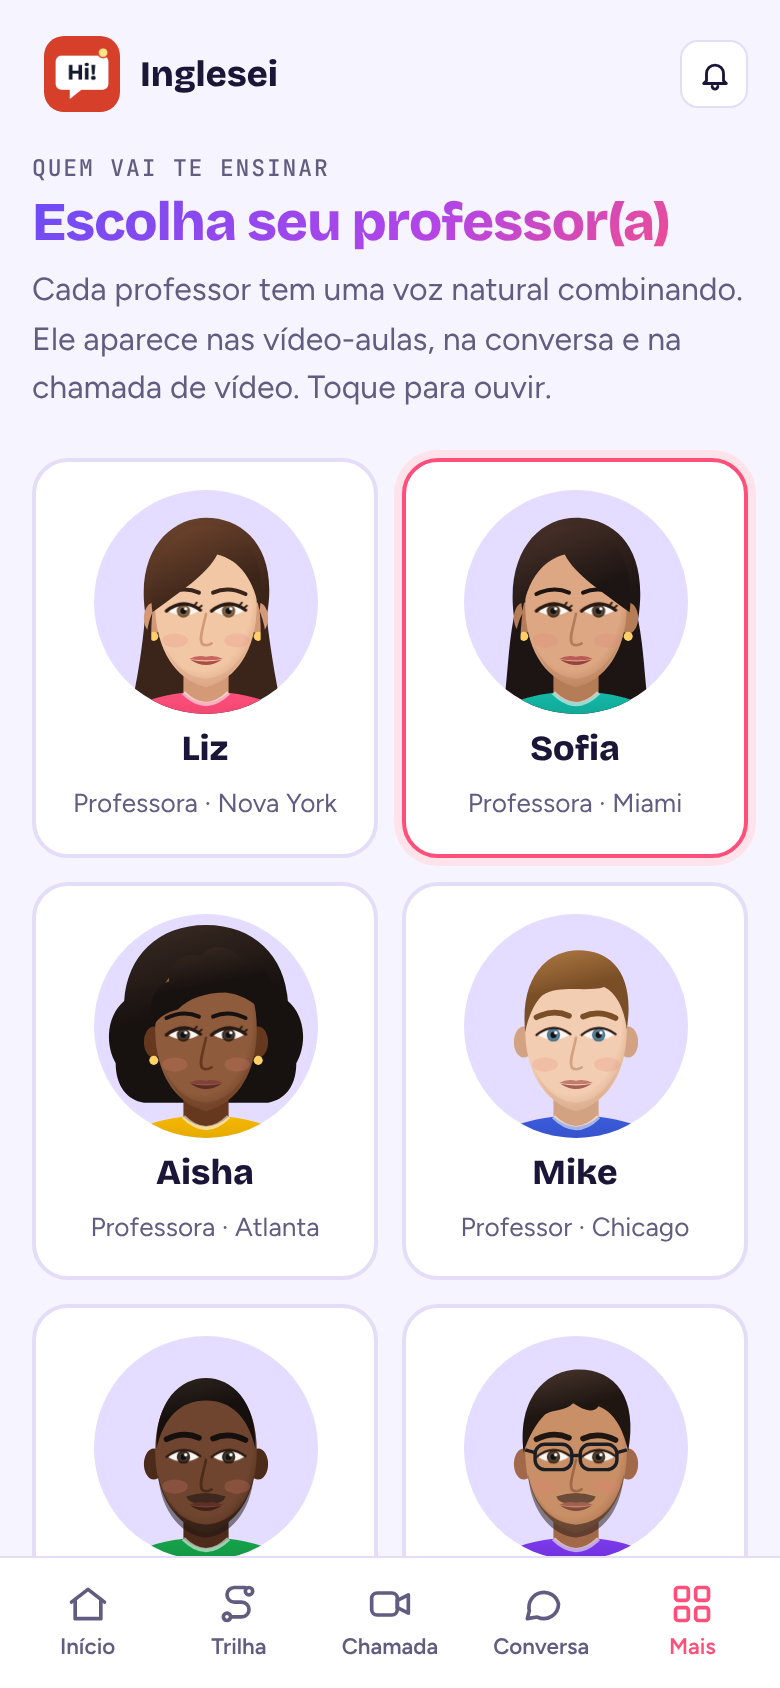 Hi!
Inglesei
QUEM VAI TE ENSINAR
Escolha seu professor(a)
Cada professor tem uma voz natural combinando.
Ele aparece nas vídeo-aulas, na conversa e na
chamada de vídeo. Toque para ouvir.
Liz
Professora · Nova York
Sofia
Professora · Miami
Aisha
Professora · Atlanta
Mike
Professor · Chicago
Início
Trilha
Chamada
Conversa
Mais